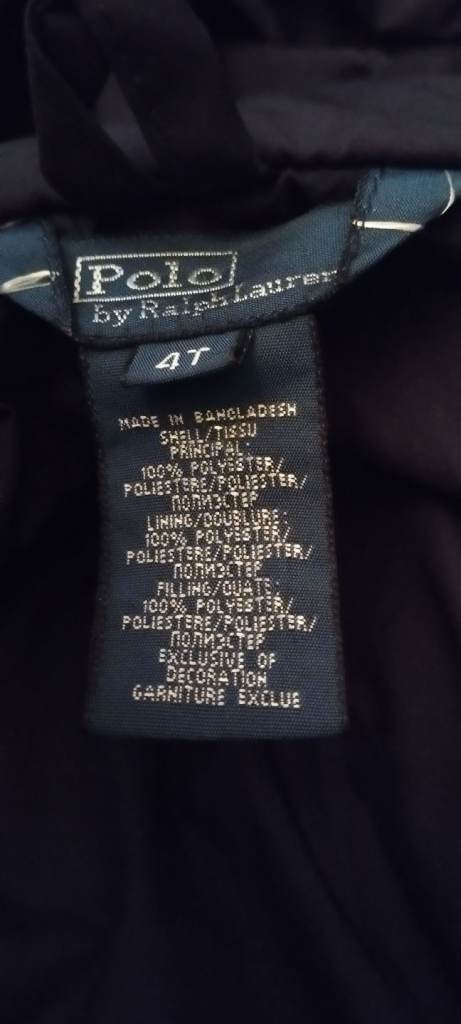 Polo
by Ralph Lauren
4T
MADE IN BANGLADESH
SHELL/TISSU
PRINCIPAL:
100% POLYESTER/
POLIESTERE/POLIESTER/
ПОЛИЭСТЕР
LINING/DOUBLURE:
100% POLYESTER/
POLIESTERE/POLIESTER/
ПОЛИЭСТЕР
FILLING/OUATE:
100% POLYESTER/
POLIESTERE/POLIESTER/
ПОЛИЭСТЕР
EXCLUSIVE OF
DECORATION
GARNITURE EXCLUE